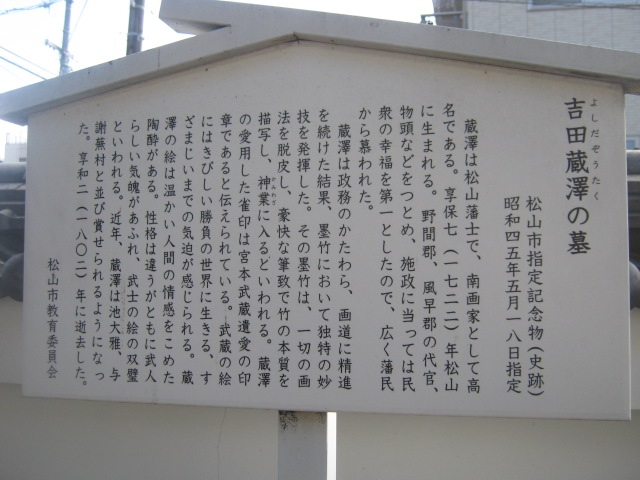 よしだぞうたく
吉田蔵澤の墓
松山市指定記念物（史跡）
昭和四五年五月一八日指定
蔵澤は松山藩士で、南画家として高
名である。享保七（一七二二）年松山
に生まれる。野間郡、風早郡の代官、
物頭などをつとめ、施政に当っては民
衆の幸福を第一としたので、広く藩民
から慕われた。
蔵澤は政務のかたわら、画道に精進
を続けた結果、墨竹において独特の妙
技を発揮した。その墨竹は、一切の画
法を脱皮し、豪快な筆致で竹の本質を
描写し、神業に入るといわれる。蔵澤
かんわざ
の愛用した雀印は宮本武蔵遺愛の印
章であると伝えられている。武蔵の絵
にはきびしい勝負の世界に生きる、す
ざまじいまでの気迫が感じられる。蔵
澤の絵は温かい人間の情感をこめた
陶酔がある。性格は違うがともに武人
らしい気魄があふれ、武士の絵の双璧
といわれる。近年、蔵澤は池大雅、与
謝蕪村と並び賞せられるようになっ
た。享和二（一八〇二）年に逝去した。
松山市教育委員会